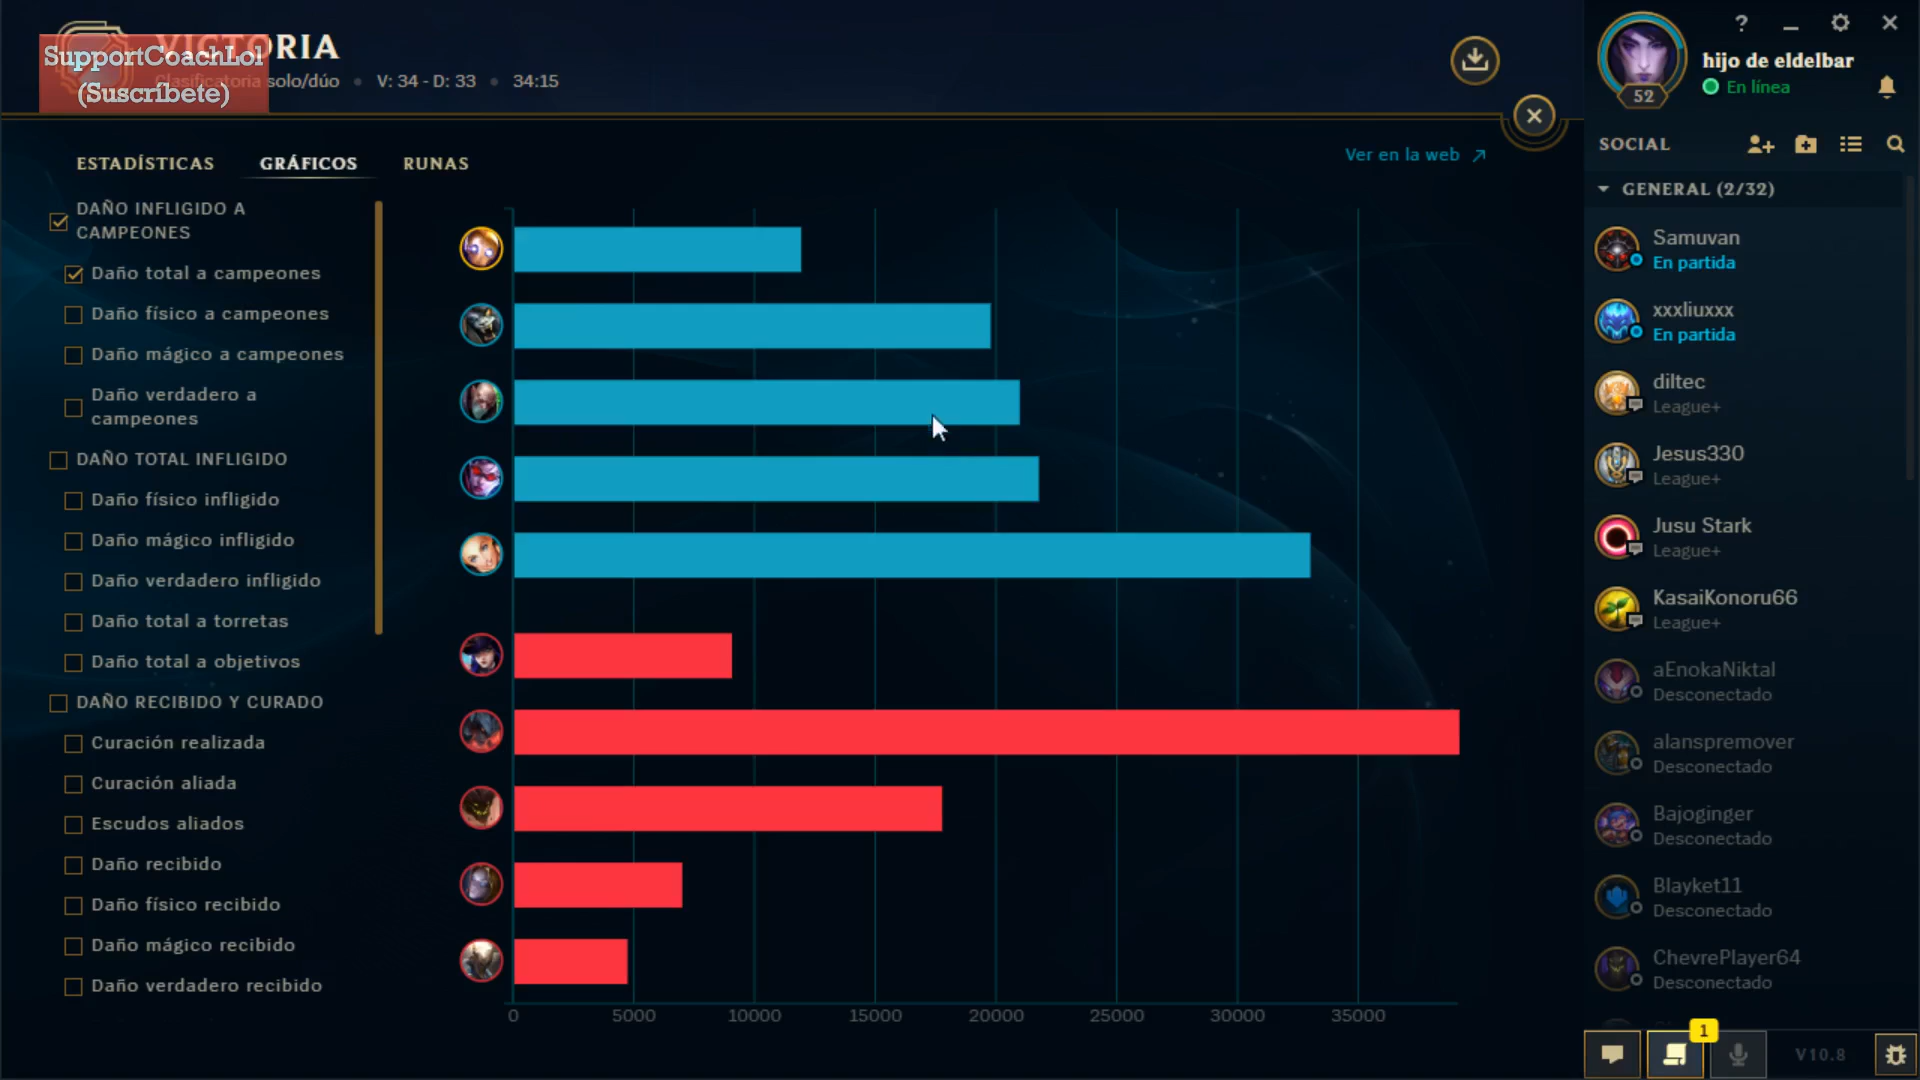 VICTORIA
SupportCoachLol
(Suscríbete)
Clasificatoria solo/dúo • V: 34 - D: 33 • 34:15
ESTADÍSTICAS GRÁFICOS RUNAS
Ver en la web
DAÑO INFLIGIDO A
CAMPEONES
Daño total a campeones
Daño físico a campeones
Daño mágico a campeones
Daño verdadero a
campeones
DAÑO TOTAL INFLIGIDO
Daño físico infligido
Daño mágico infligido
Daño verdadero infligido
Daño total a torretas
Daño total a objetivos
DAÑO RECIBIDO Y CURADO
Curación realizada
Curación aliada
Escudos aliados
Daño recibido
Daño físico recibido
Daño mágico recibido
Daño verdadero recibido
0 5000 10000 15000 20000 25000 30000 35000
?
52
hijo de eldelbar
En línea
SOCIAL
GENERAL (2/32)
Samuvan
En partida
xxxliuxxx
En partida
diltec
League+
Jesus330
League+
Jusu Stark
League+
KasaiKonoru66
League+
aEnokaNiktal
Desconectado
alanspremover
Desconectado
Bajoginger
Desconectado
Blayket11
Desconectado
ChevrePlayer64
Desconectado
1
V10.8